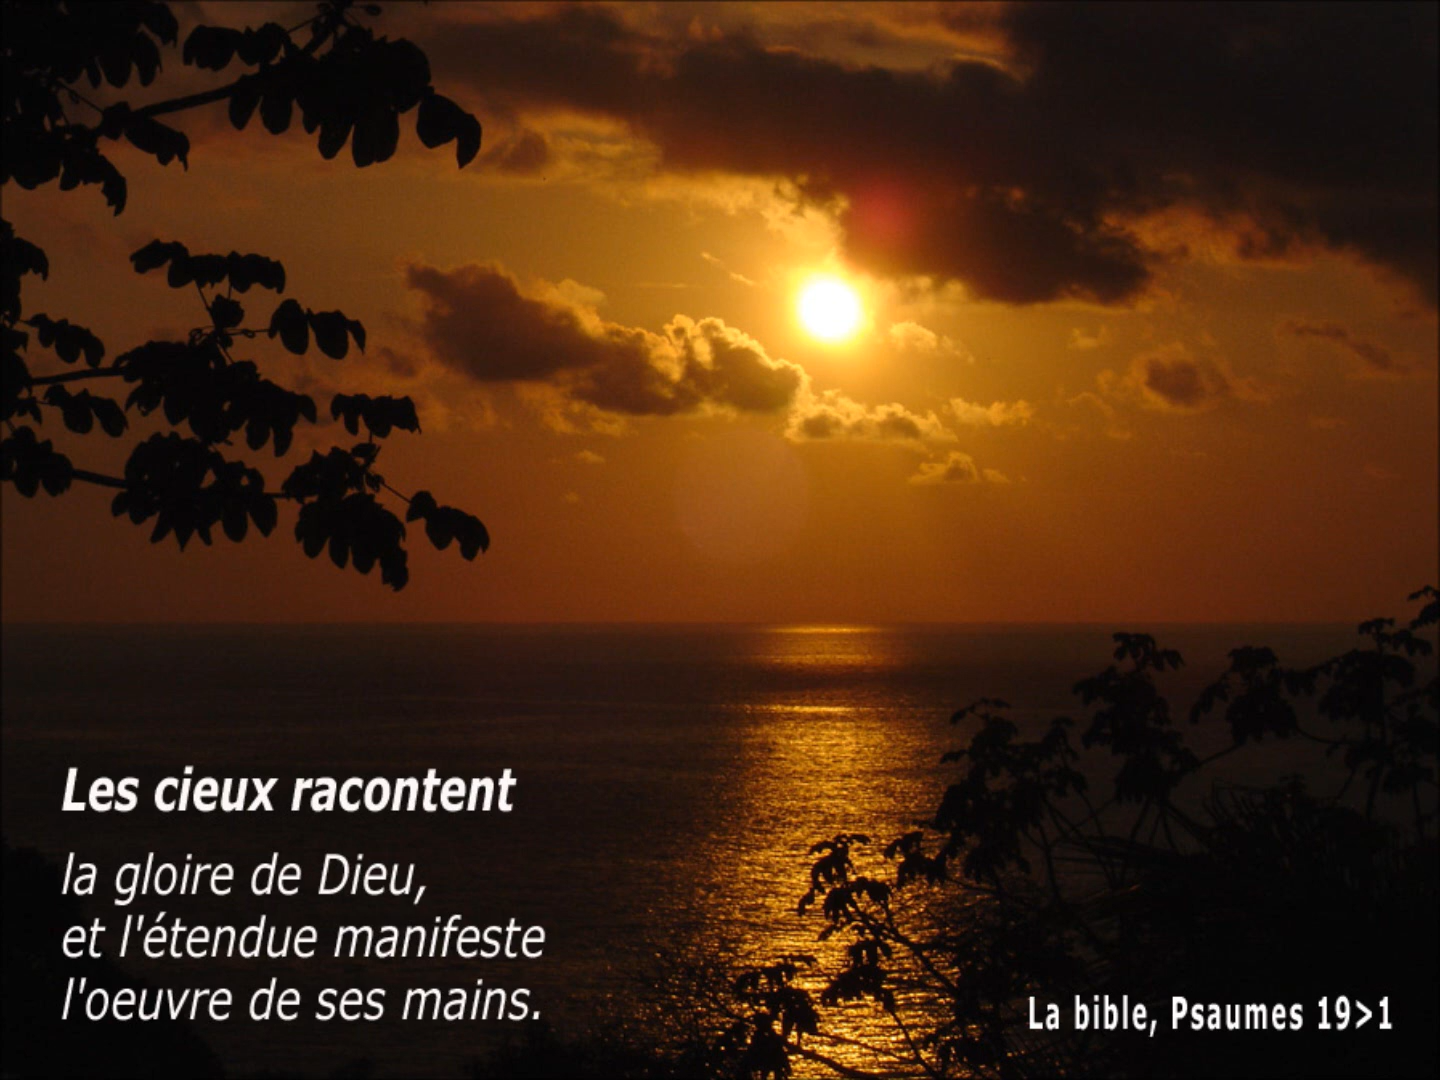 Les cieux racontent
la gloire de Dieu,
et l'étendue manifeste
l'oeuvre de ses mains.
La bible, Psaumes 19>1